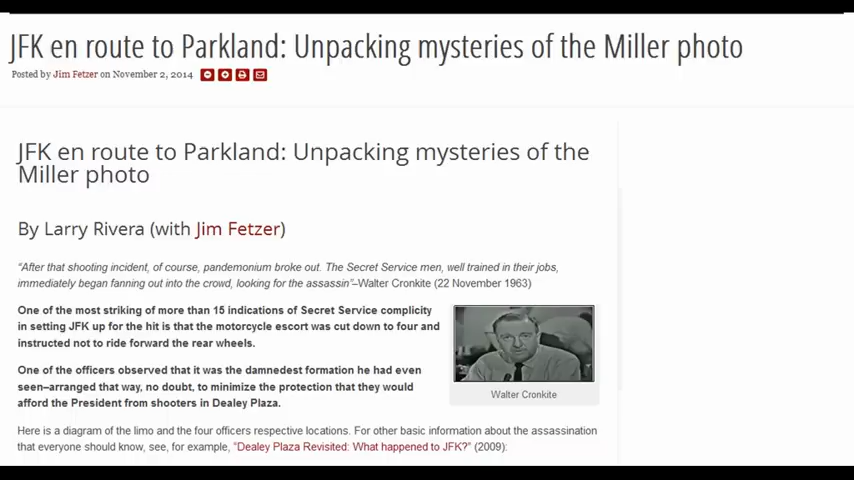 JFK en route to Parkland: Unpacking mysteries of the Miller photo
Posted by Jim Fetzer on November 2, 2014
JFK en route to Parkland: Unpacking mysteries of the
Miller photo
By Larry Rivera (with Jim Fetzer)
“After that shooting incident, of course, pandemonium broke out. The Secret Service men, well trained in their jobs,
immediately began fanning out into the crowd, looking for the assassin”–Walter Cronkite (22 November 1963)
One of the most striking of more than 15 indications of Secret Service complicity
in setting JFK up for the hit is that the motorcycle escort was cut down to four and
instructed not to ride forward the rear wheels.
One of the officers observed that it was the damnedest formation he had even
seen–arranged that way, no doubt, to minimize the protection that they would
afford the President from shooters in Dealey Plaza.
Walter Cronkite
Here is a diagram of the limo and the four officers respective locations. For other basic information about the assassination
that everyone should know, see, for example, “Dealey Plaza Revisited: What happened to JFK?” (2009):